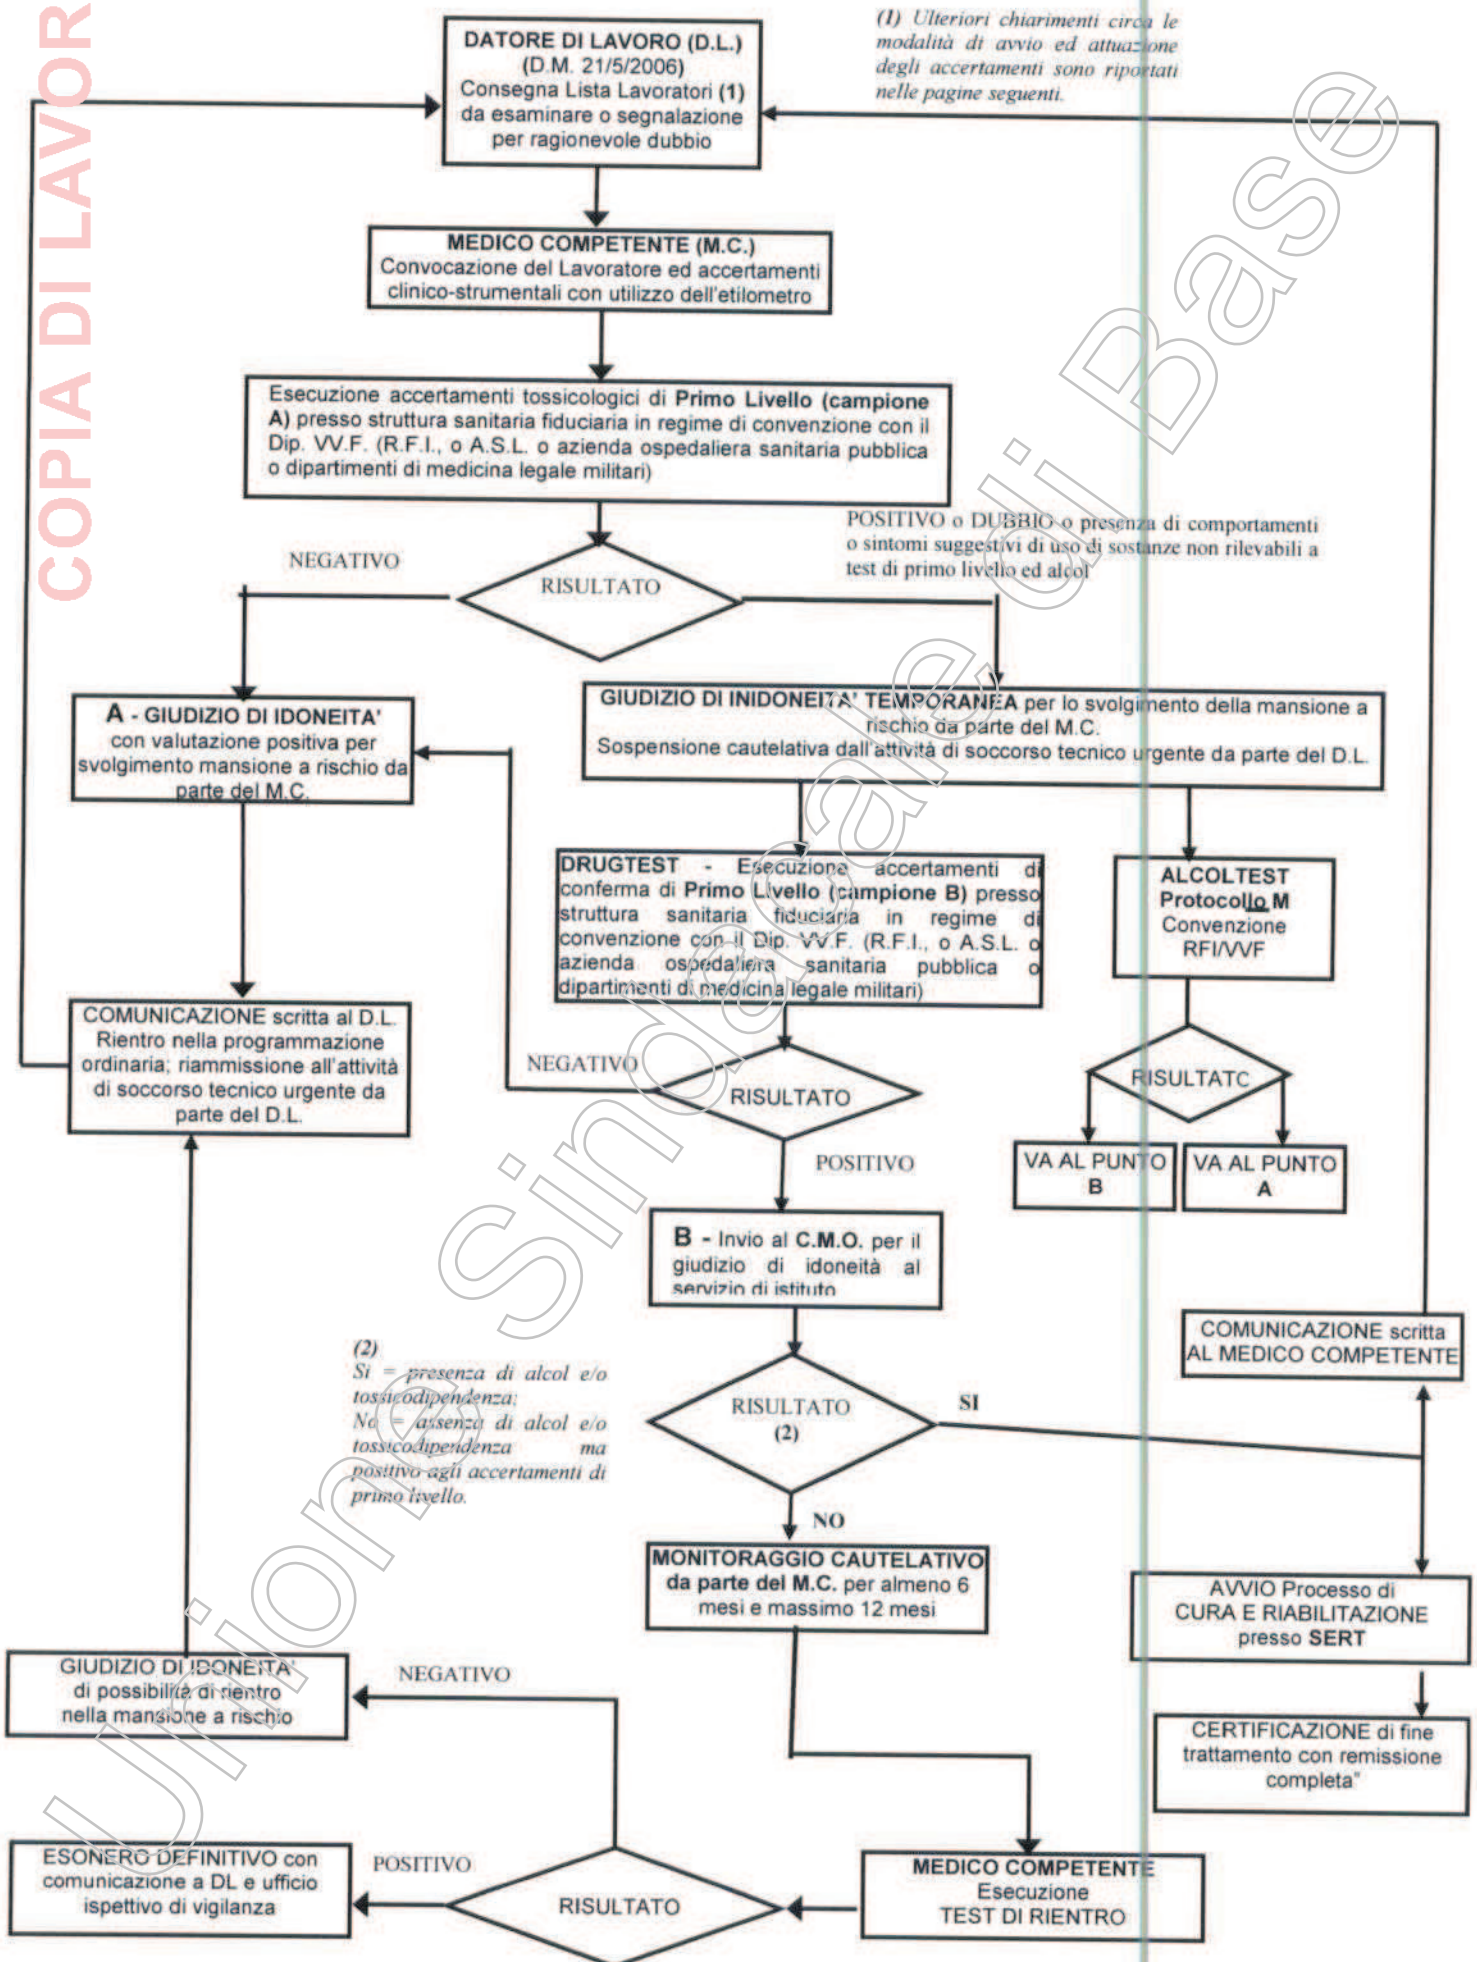 COPIA DI LAVOR
(1) Ulteriori chiarimenti circa le
modalità di avvio ed attuazione
degli accertamenti sono riportati
nelle pagine seguenti.
DATORE DI LAVORO (D.L.)
(D.M. 21/5/2006)
Consegna Lista Lavoratori (1)
da esaminare o segnalazione
per ragionevole dubbio
MEDICO COMPETENTE (M.C.)
Convocazione del Lavoratore ed accertamenti
clinico-strumentali con utilizzo dell'etilometro
Esecuzione accertamenti tossicologici di Primo Livello (campione
A) presso struttura sanitaria fiduciaria in regime di convenzione con il
Dip. VV.F. (R.F.I., o A.S.L. o azienda ospedaliera sanitaria pubblica
o dipartimenti di medicina legale militari)
POSITIVO o DUBBIO o presenza di comportamenti
o sintomi suggestivi di uso di sostanze non rilevabili a
test di primo livello ed alcol
NEGATIVO
RISULTATO
A - GIUDIZIO DI IDONEITA'
con valutazione positiva per
svolgimento mansione a rischio da
parte del M.C.
GIUDIZIO DI INIDONEITA' TEMPORANEA per lo svolgimento della mansione a
rischio da parte del M.C.
Sospensione cautelativa dall'attività di soccorso tecnico urgente da parte del D.L.
DRUGTEST - Esecuzione accertamenti di
conferma di Primo Livello (campione B) presso
struttura sanitaria fiduciaria in regime di
convenzione con il Dip. VV.F. (R.F.I., o A.S.L. o
azienda ospedaliera sanitaria pubblica o
dipartimenti di medicina legale militari)
ALCOLTEST
Protocollo M
Convenzione
RFI/VVF
COMUNICAZIONE scritta al D.L.
Rientro nella programmazione
ordinaria; riammissione all'attività
di soccorso tecnico urgente da
parte del D.L.
NEGATIVO
RISULTATO
RISULTATC
POSITIVO
VA AL PUNTO
B
VA AL PUNTO
A
B - Invio al C.M.O. per il
giudizio di idoneità al
servizio di istituto
COMUNICAZIONE scritta
AL MEDICO COMPETENTE
(2)
Si = presenza di alcol e/o
tossicodipendenza;
No = assenza di alcol e/o
tossicodipendenza ma
positivo agli accertamenti di
primo livello.
RISULTATO
(2)
SI
NO
MONITORAGGIO CAUTELATIVO
da parte del M.C. per almeno 6
mesi e massimo 12 mesi
AVVIO Processo di
CURA E RIABILITAZIONE
presso SERT
GIUDIZIO DI IDONEITA'
di possibilità di rientro
nella mansione a rischio
NEGATIVO
CERTIFICAZIONE di fine
trattamento con remissione
completa"
ESONERO DEFINITIVO con
comunicazione a DL e ufficio
ispettivo di vigilanza
POSITIVO
RISULTATO
MEDICO COMPETENTE
Esecuzione
TEST DI RIENTRO
Unione Sindacale di Base